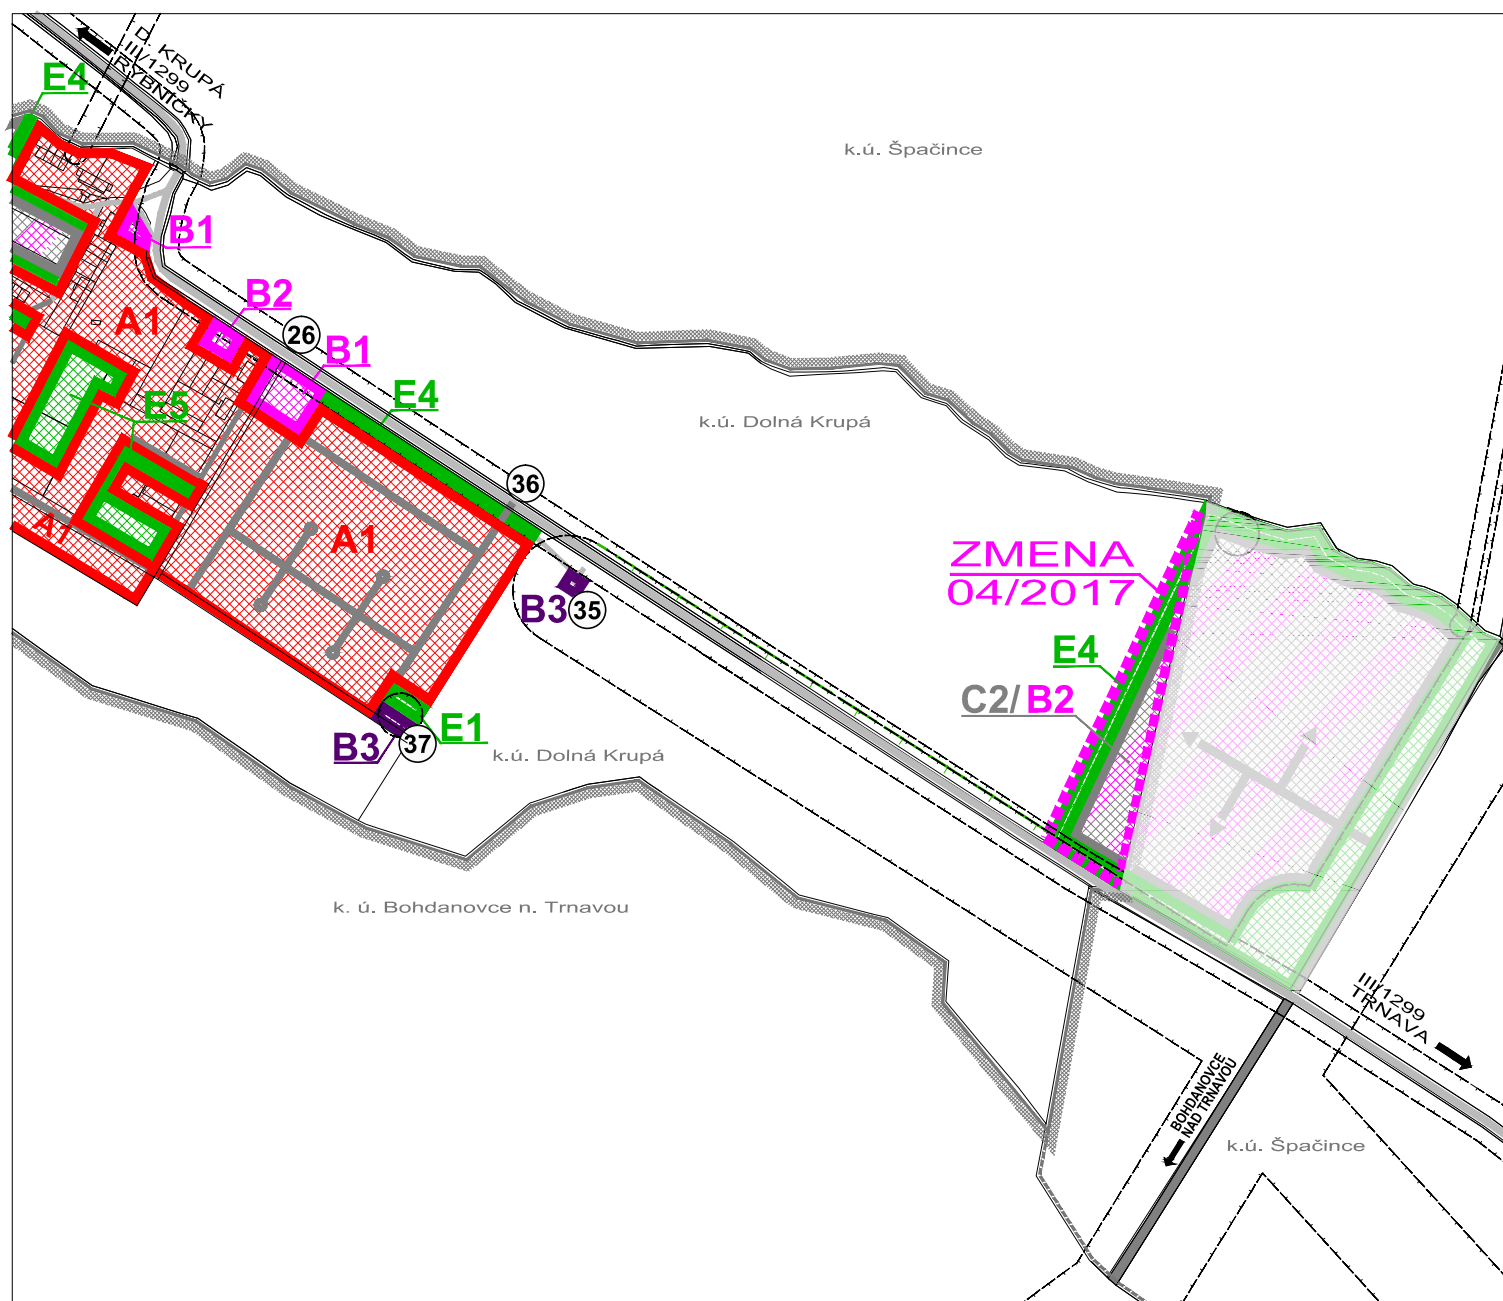 D. KRUPÁ
III/1299
RYBNIČKY
E4
k.ú. Špačince
B1
B2
26
A1
B1
E4
E5
k.ú. Dolná Krupá
36
A1
A1
ZMENA
04/2017
B3
35
E4
C2/ B2
E1
B3
37
k.ú. Dolná Krupá
k. ú. Bohdanovce n. Trnavou
III/1299
TRNAVA
BOHDANOVCE
NAD TRNAVOU
k.ú. Špačince